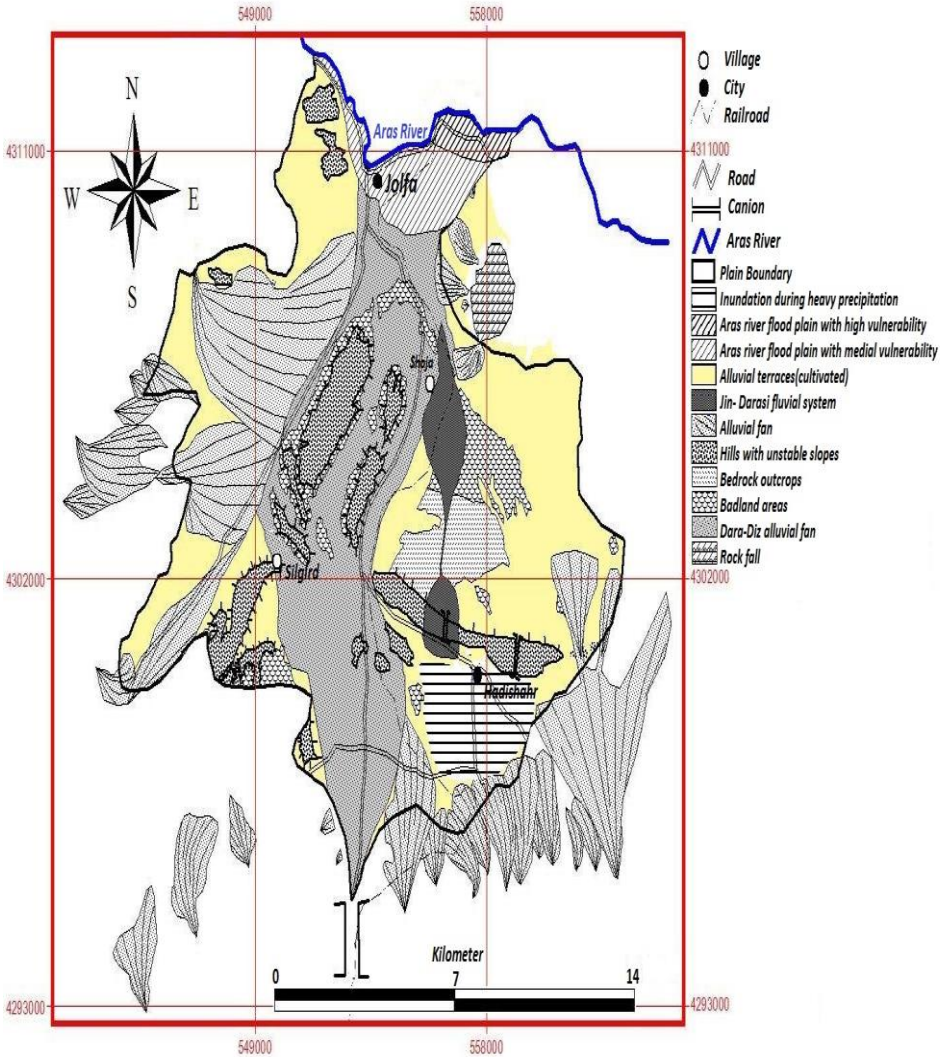 549000
558000
N
W
E
S
4311000
4311000
Aras River
Jolfa
Shoja
Silgird
4302000
4302000
Hadishahr
Kilometer
0
7
14
4293000
4293000
549000
558000
Village
City
Railroad
Road
Canion
Aras River
Plain Boundary
Inundation during heavy precipitation
Aras river flood plain with high vulnerability
Aras river flood plain with medial vulnerability
Alluvial terraces(cultivated)
Jin- Darasi fluvial system
Alluvial fan
Hills with unstable slopes
Bedrock outcrops
Badland areas
Dara-Diz alluvial fan
Rock fall